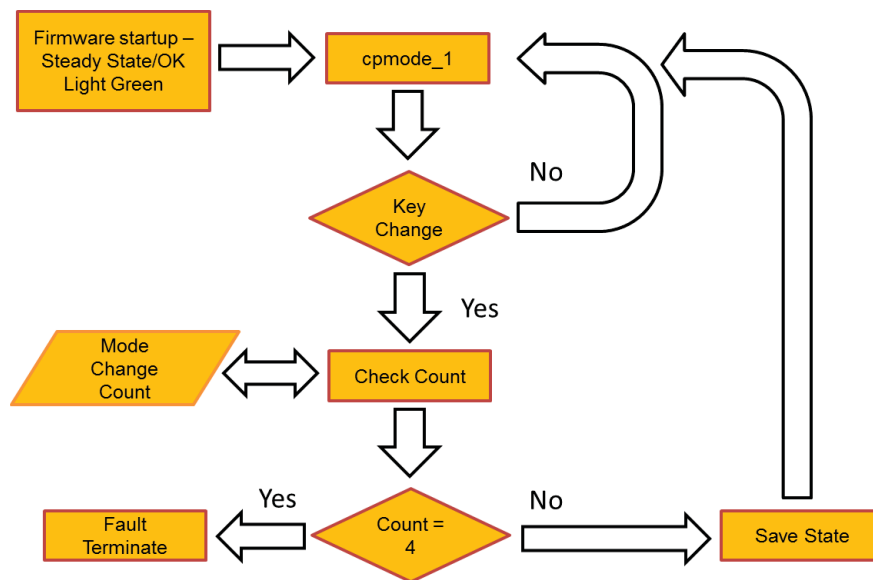 Firmware startup –
Steady State/OK
Light Green
cpmode_1
Key
Change
No
Yes
Mode
Change
Count
Check Count
Yes
Count =
4
No
Fault
Terminate
Save State